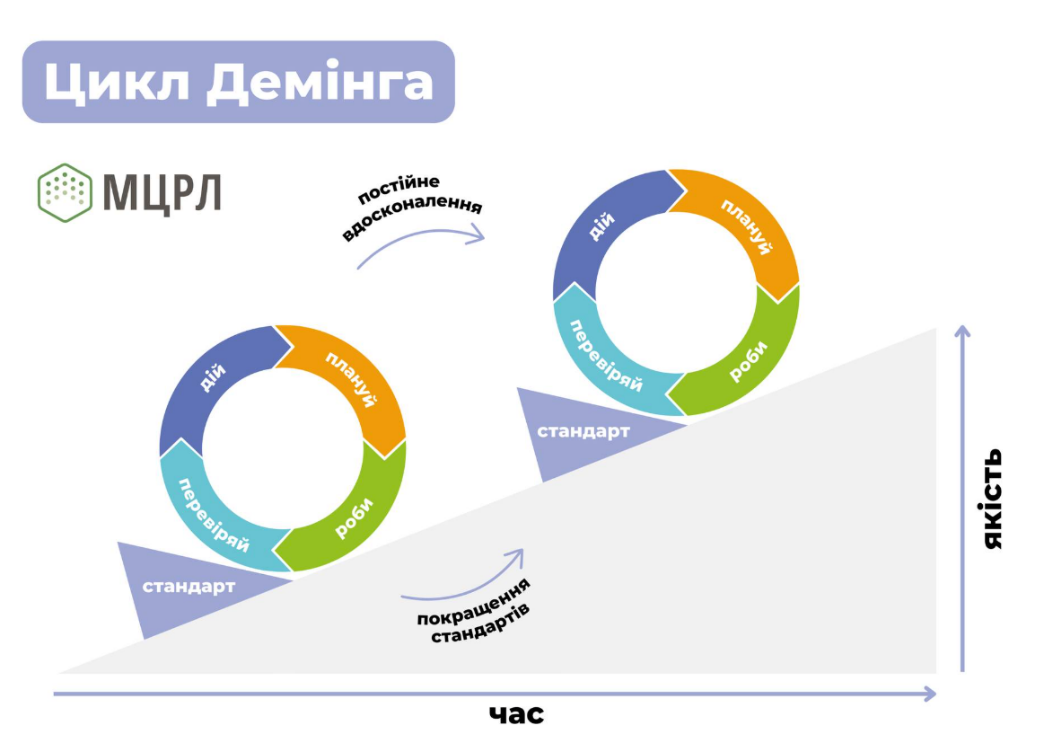 Цикл Демінга
МЦРЛ
постійне
вдосконалення
дій
плануй
перевіряй
роби
стандарт
дій
плануй
перевіряй
роби
стандарт
покращення
стандартів
якість
час